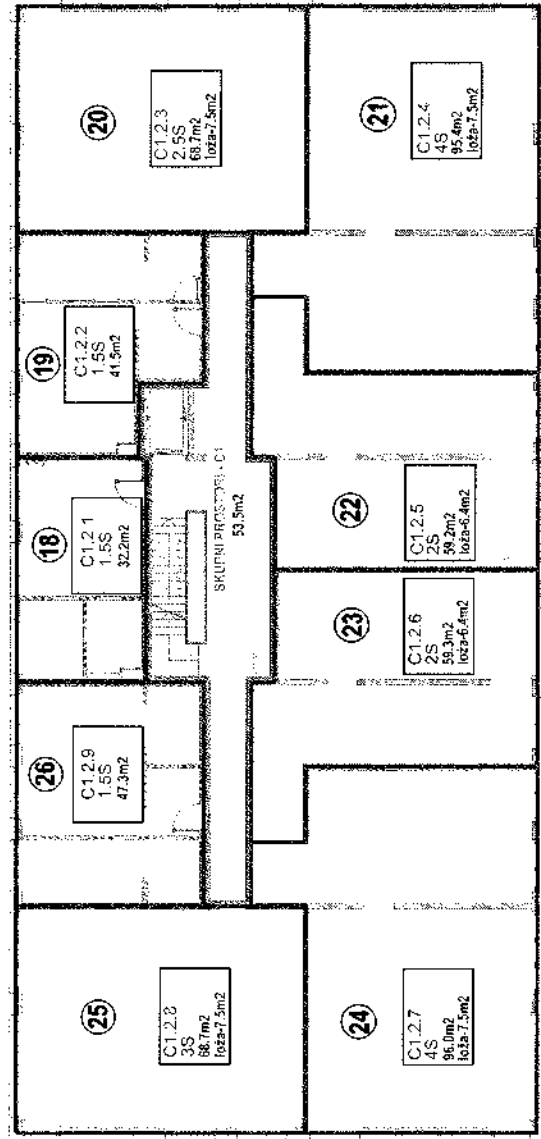 25
C1.2.8
3S
68.7m2
loža-7.5m2
26
C1.2.9
1.5S
47.3m2
18
C1.2.1
1.5S
32.2m2
19
C1.2.2
1.5S
41.5m2
20
C1.2.3
2.5S
68.7m2
loža-7.5m2
SKUPNI PROSTORI - C1
53.5m2
24
C1.2.7
4S
96.0m2
loža-7.5m2
23
C1.2.6
2S
59.3m2
loža-6.4m2
22
C1.2.5
2S
59.2m2
loža-6.4m2
21
C1.2.4
4S
95.4m2
loža-7.5m2